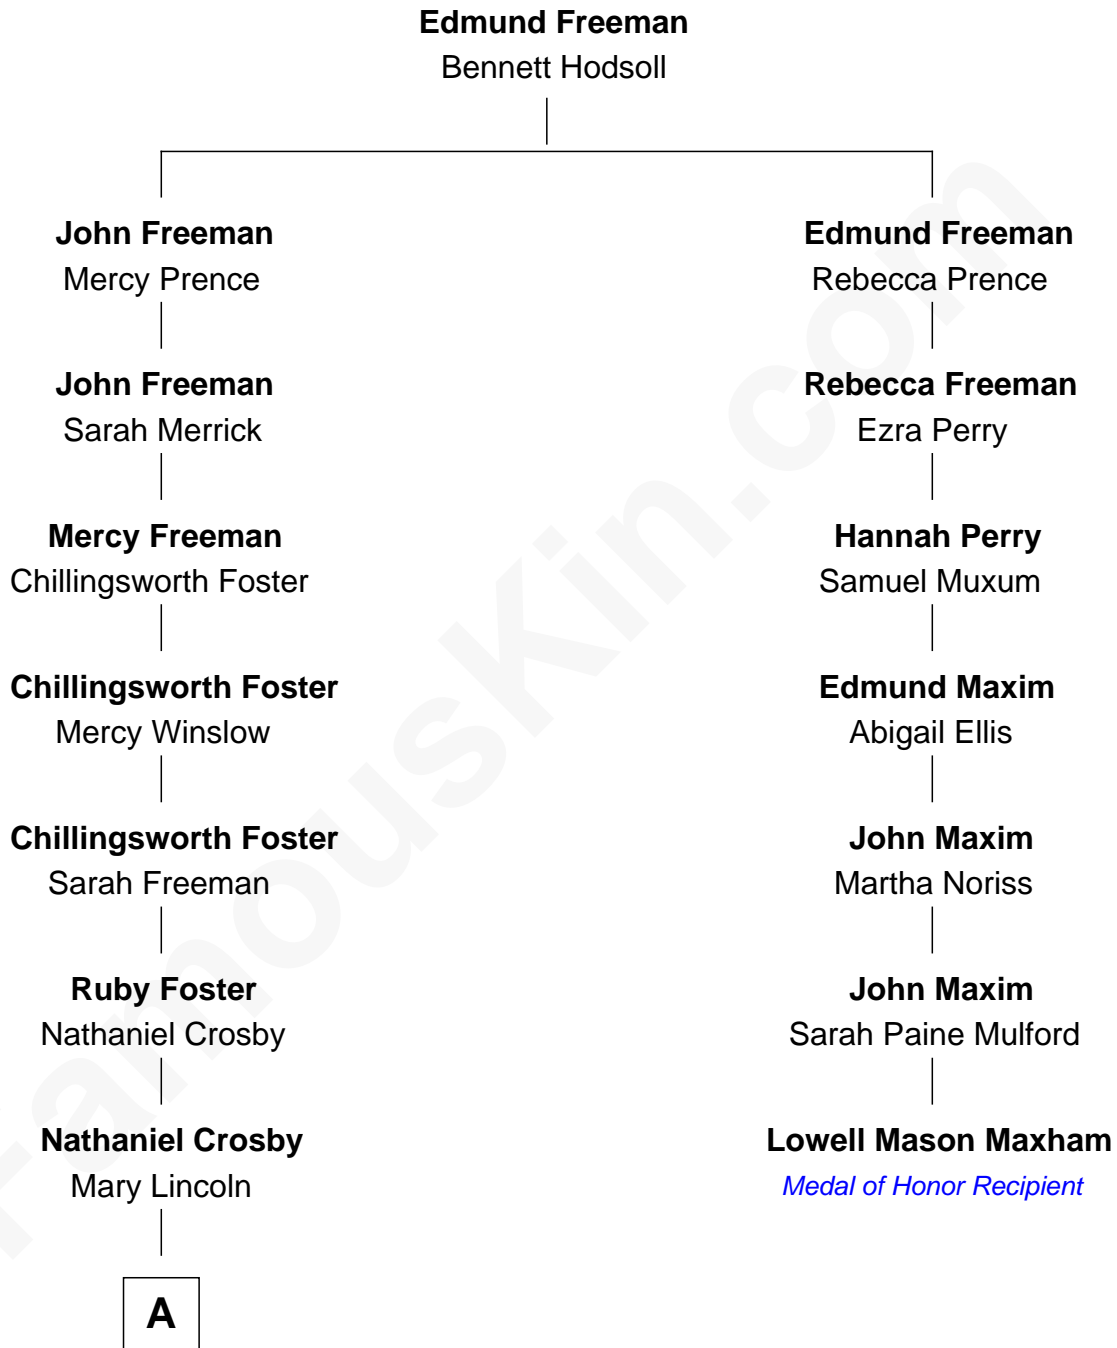 Edmund Freeman
Bennett Hodsoll
John Freeman
Mercy Prence
John Freeman
Sarah Merrick
Mercy Freeman
Chillingsworth Foster
Chillingsworth Foster
Mercy Winslow
Chillingsworth Foster
Sarah Freeman
Ruby Foster
Nathaniel Crosby
Nathaniel Crosby
Mary Lincoln
A
Edmund Freeman
Rebecca Prence
Rebecca Freeman
Ezra Perry
Hannah Perry
Samuel Muxum
Edmund Maxim
Abigail Ellis
John Maxim
Martha Noriss
John Maxim
Sarah Paine Mulford
Lowell Mason Maxham
Medal of Honor Recipient
FamousKin.com